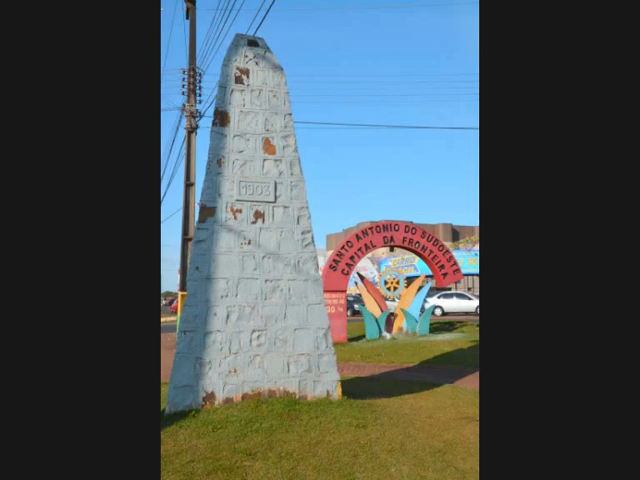 1903
SANTO ANTONIO DO SUDOESTE
CAPITAL DA FRONTEIRA